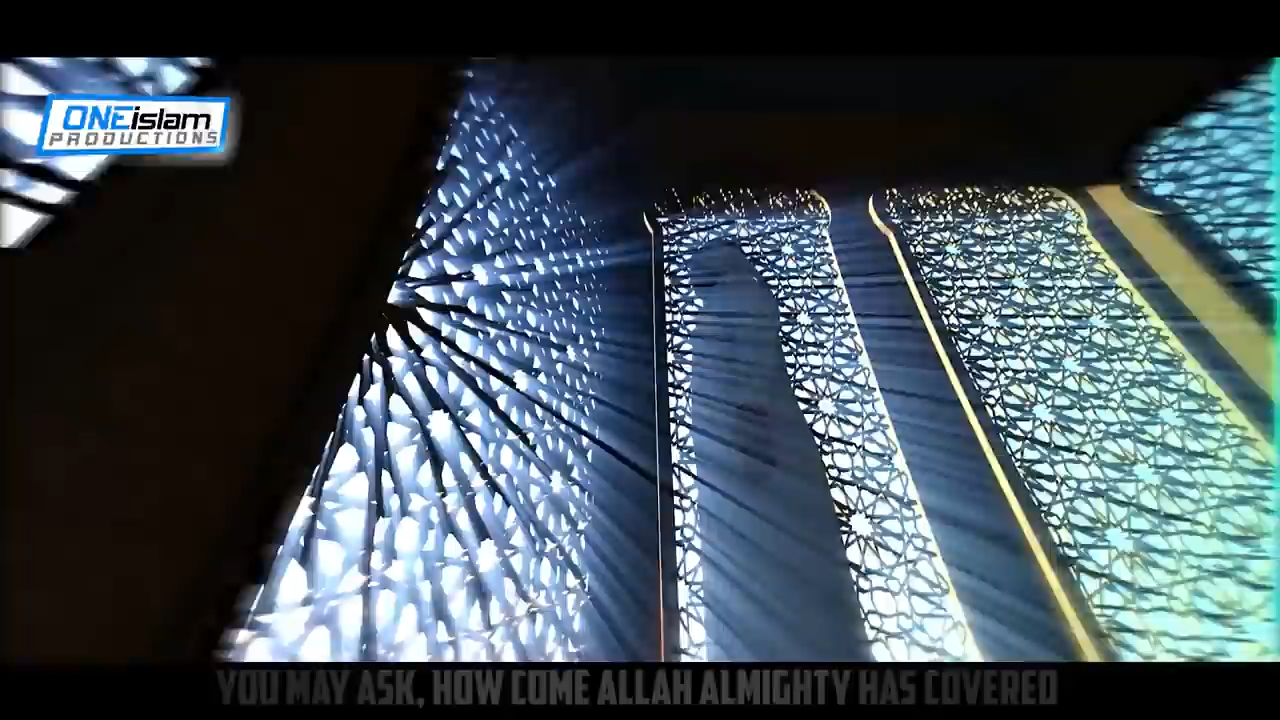 ONEislam
PRODUCTIONS
YOU MAY ASK, HOW COME ALLAH ALMIGHTY HAS COVERED